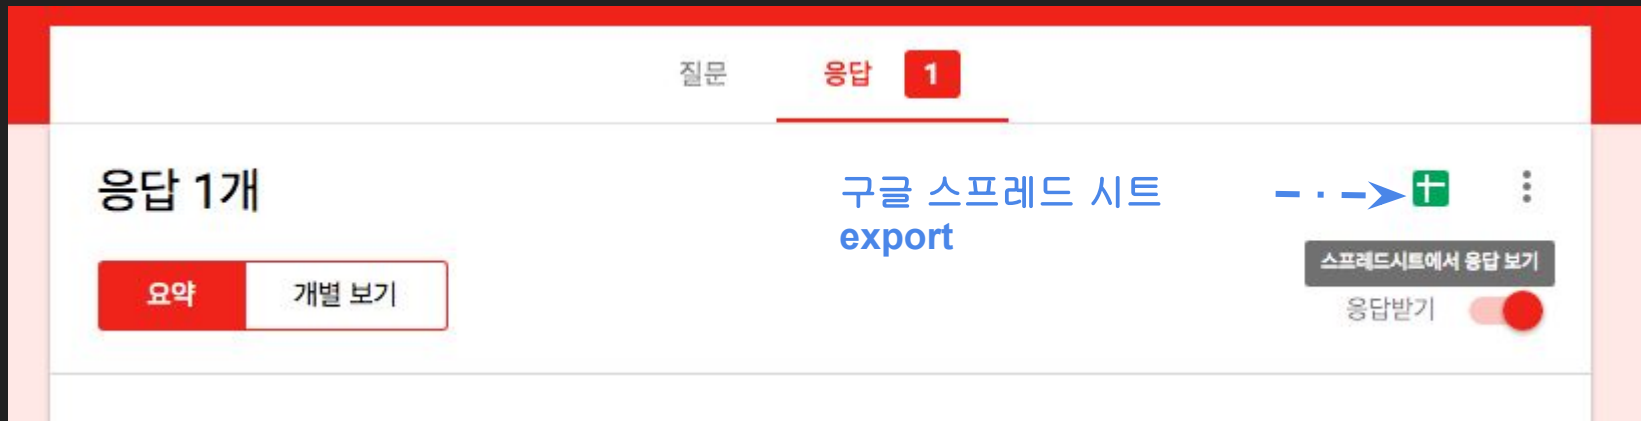 질문 응답 1
응답 1개
구글 스프레드 시트
export
스프레드시트에서 응답 보기
요약 개별 보기
응답받기